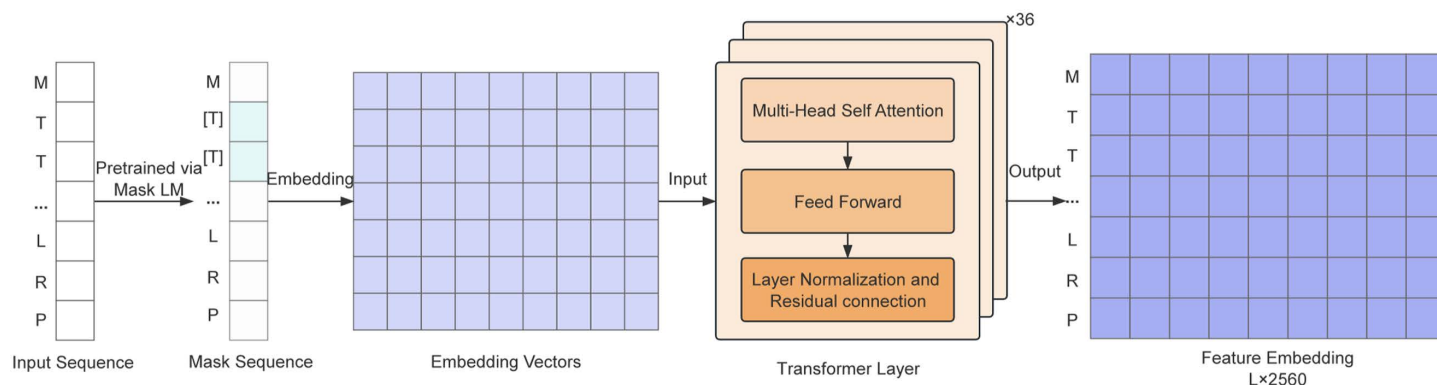 M
T
T
...
L
R
P
Input Sequence
Pretrained via
Mask LM
M
[T]
[T]
...
L
R
P
Mask Sequence
Embedding
Embedding Vectors
Input
×36
Multi-Head Self Attention
Feed Forward
Layer Normalization and
Residual connection
Transformer Layer
Output
M
T
T
...
L
R
P
Feature Embedding
L×2560